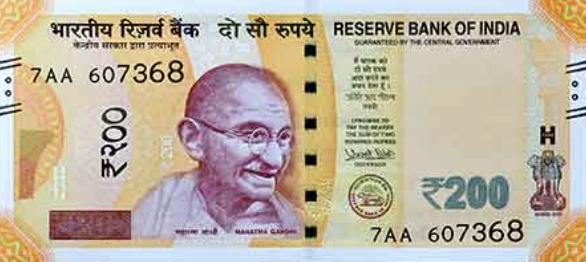 भारतीय रिज़र्व बैंक दो सौ रुपये
केन्द्रीय सरकार द्वारा प्रत्याभूत
RESERVE BANK OF INDIA
GUARANTEED BY THE CENTRAL GOVERNMENT
7AA 607368
₹२००
200
मैं धारक को
दो सौ रुपये
अदा करने का
वचन देता हूँ।
I PROMISE TO
PAY THE BEARER
THE SUM OF TWO
HUNDRED RUPEES
GOVERNOR
₹200
महात्मा गांधी MAHATMA GANDHI
7AA 607368